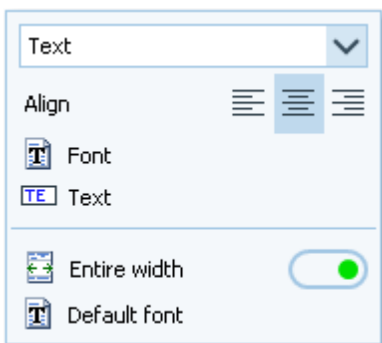 Text
Align
T Font
TE Text
Entire width
T Default font